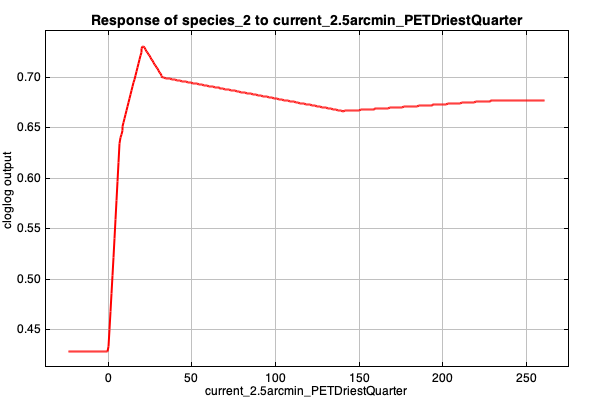 Response of species_2 to current_2.5arcmin_PETDriestQuarter
0.70
0.65
0.60
0.55
0.50
0.45
cloglog output
0 50 100 150 200 250
current_2.5arcmin_PETDriestQuarter